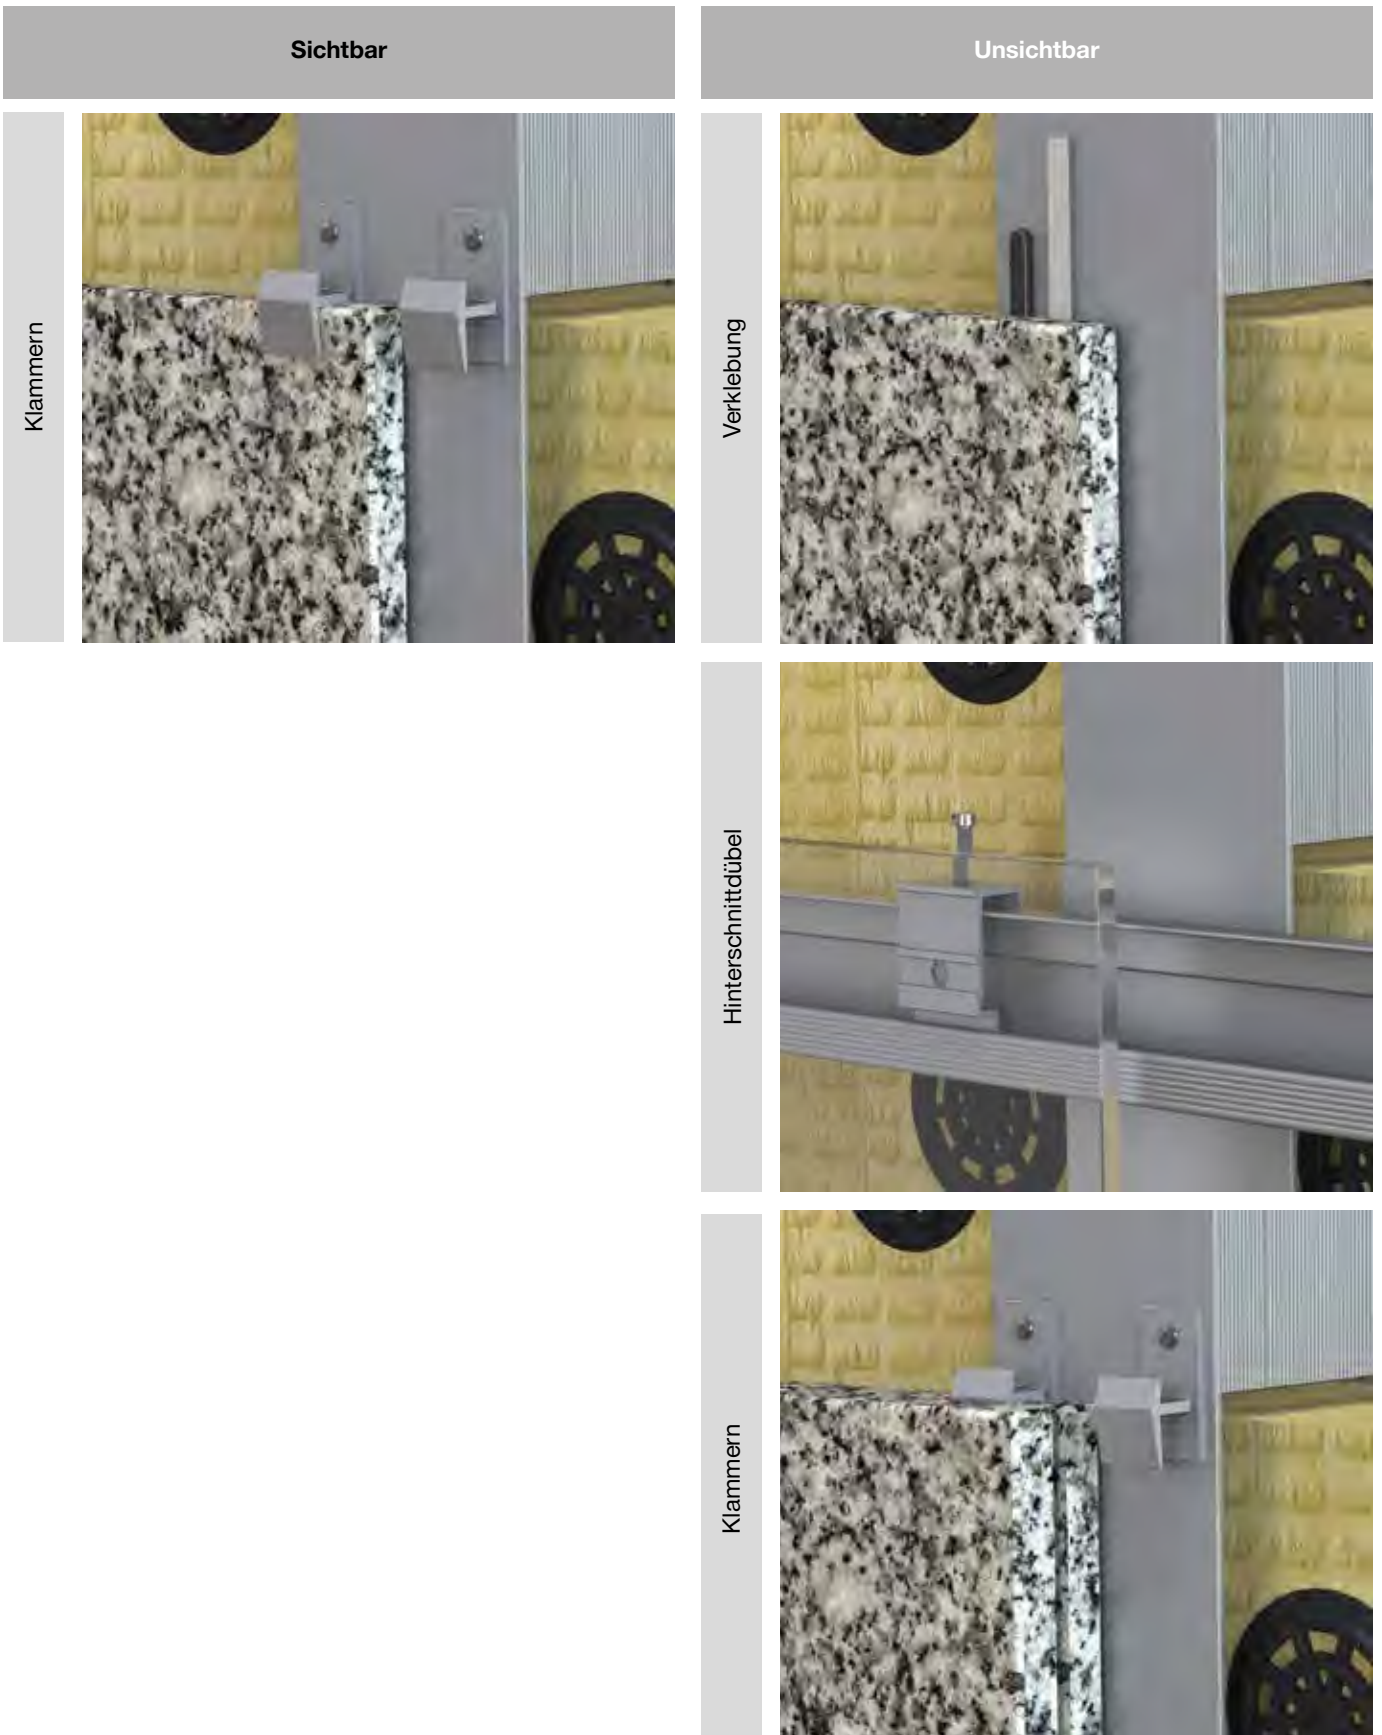 Sichtbar
Unsichtbar
Klammern
Verklebung
Hinterschnittdübel
Klammern